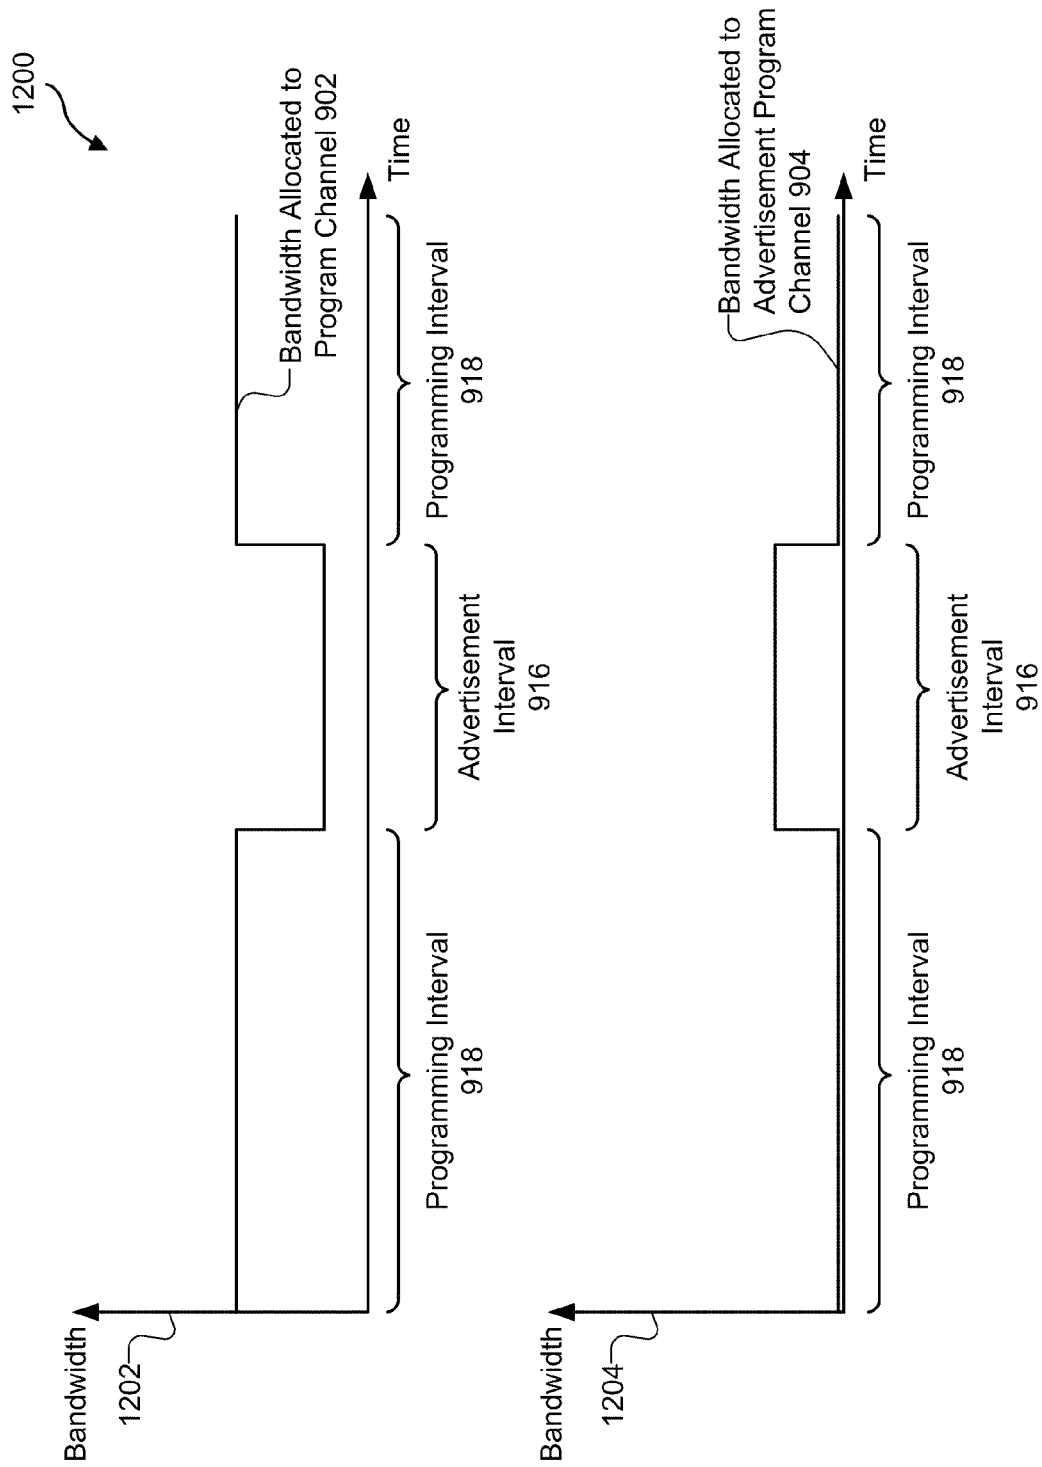 1200
Bandwidth
1202
Bandwidth Allocated to
Program Channel 902
Time
Programming Interval
918
Advertisement
Interval
916
Programming Interval
918
Bandwidth
1204
Bandwidth Allocated to
Advertisement Program
Channel 904
Time
Programming Interval
918
Advertisement
Interval
916
Programming Interval
918